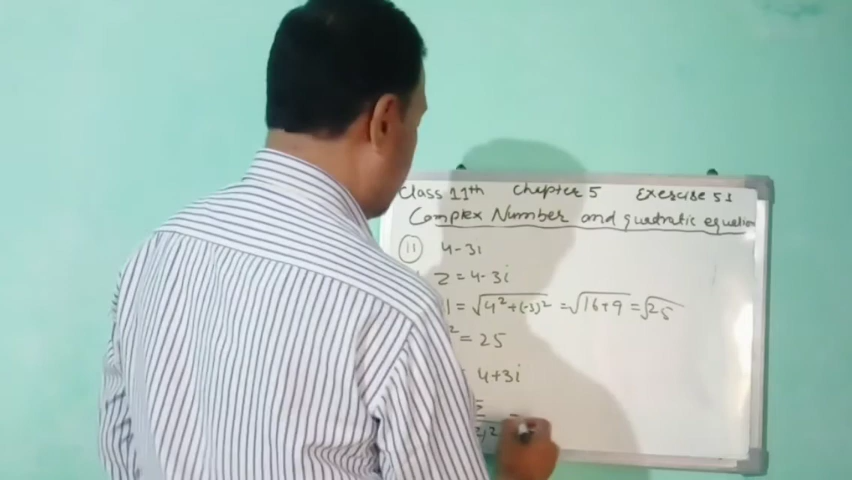 Class 11th Chapter 5 Exercise 5.1
Complex Number and quadratic equation
(11) 4-3i
z = 4-3i
| = √4²+(-3)² = √16+9 = √25
² = 25
= 4+3i